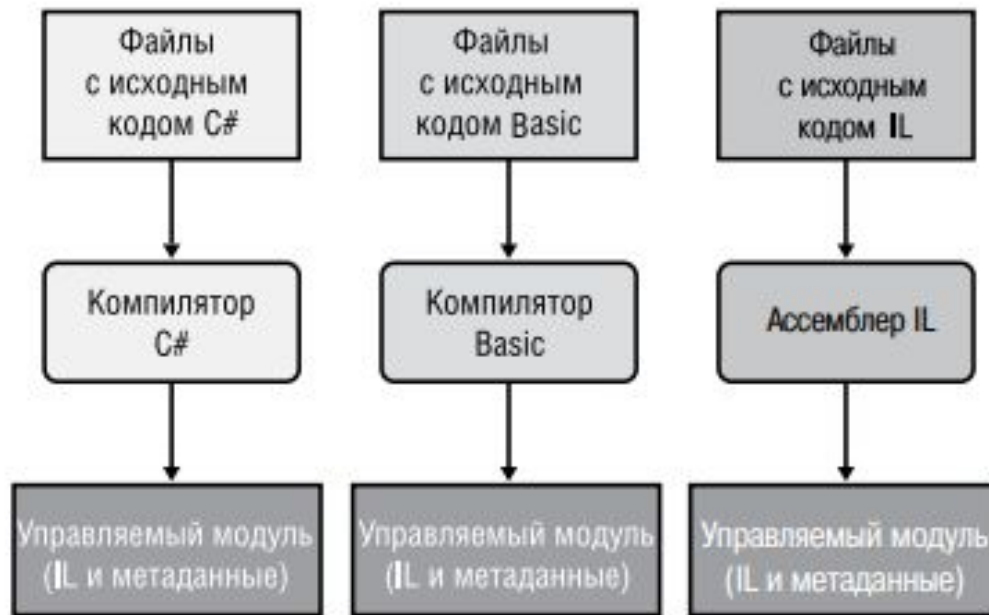 Файлы
с исходным
кодом C#
Файлы
с исходным
кодом Basic
Файлы
с исходным
кодом IL
Компилятор
C#
Компилятор
Basic
Ассемблер IL
Управляемый модуль
(IL и метаданные)
Управляемый модуль
(IL и метаданные)
Управляемый модуль
(IL и метаданные)